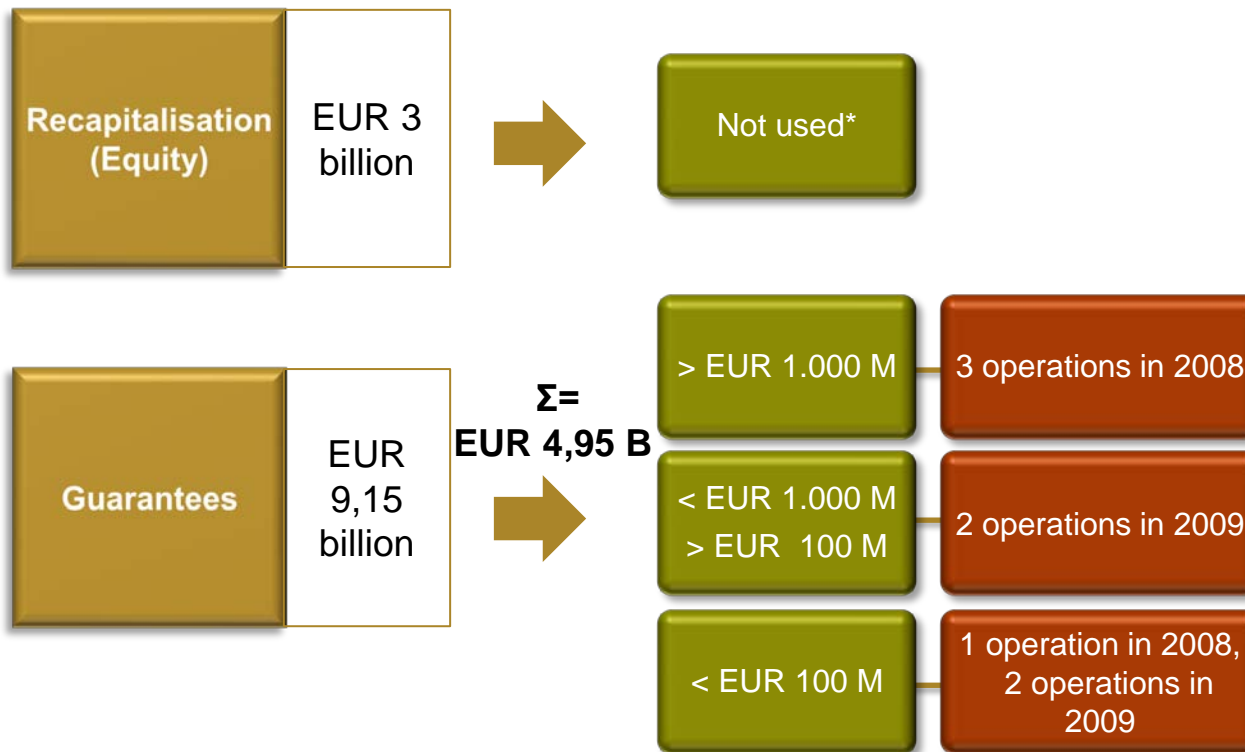 Recapitalisation
(Equity)
EUR 3
billion
Not used*
Guarantees
EUR
9,15
billion
Σ=
EUR 4,95 B
> EUR 1.000 M
3 operations in 2008
< EUR 1.000 M
> EUR  100 M
2 operations in 2009
< EUR 100 M
1 operation in 2008,
2 operations in
2009